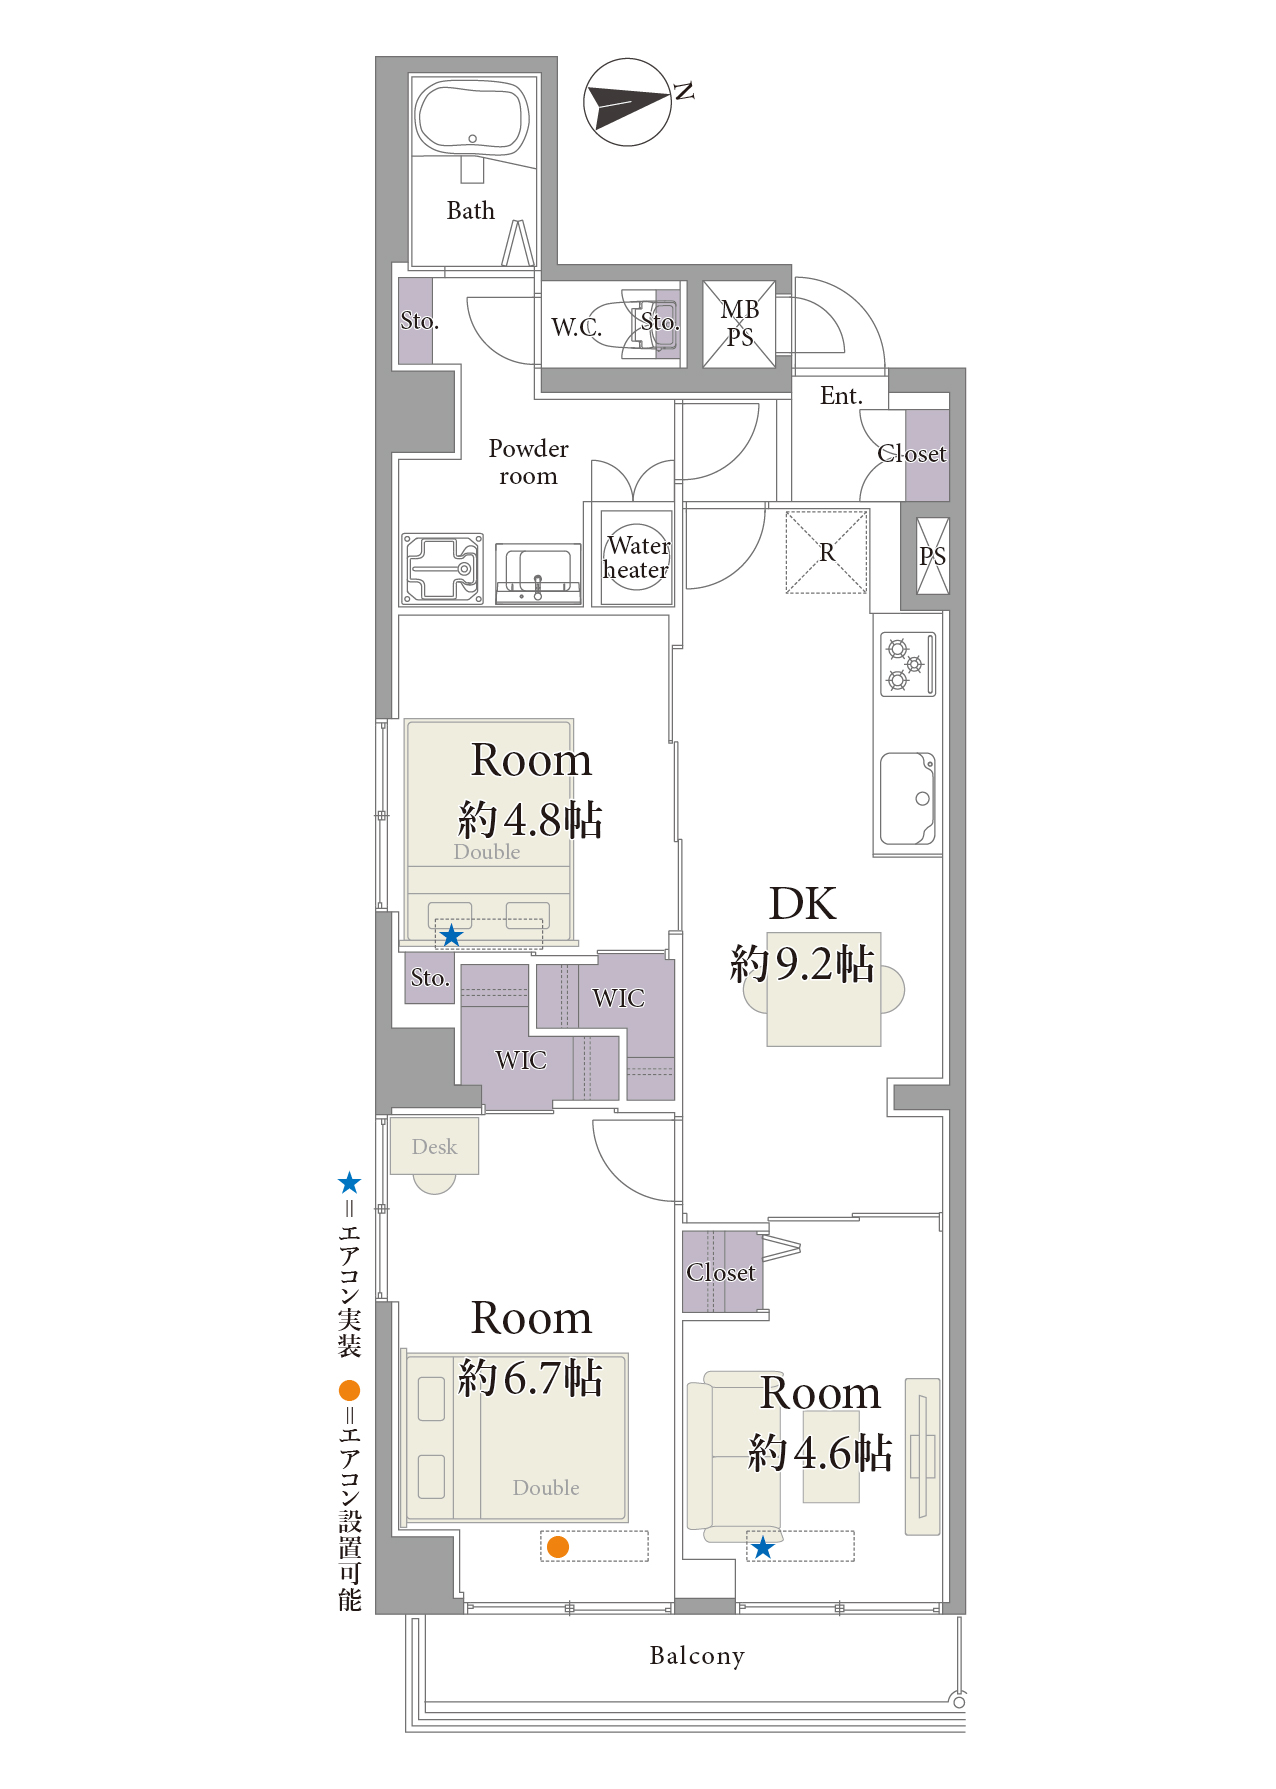 N
Bath
Sto.
W.C.
Sto.
MB
PS
Ent.
Closet
Powder
room
Water
heater
R
PS
Room
約4.8帖
Double
DK
約9.2帖
Sto.
WIC
WIC
Desk
Closet
Room
約6.7帖
Double
Room
約4.6帖
★=エアコン実装 ●=エアコン設置可能
Balcony